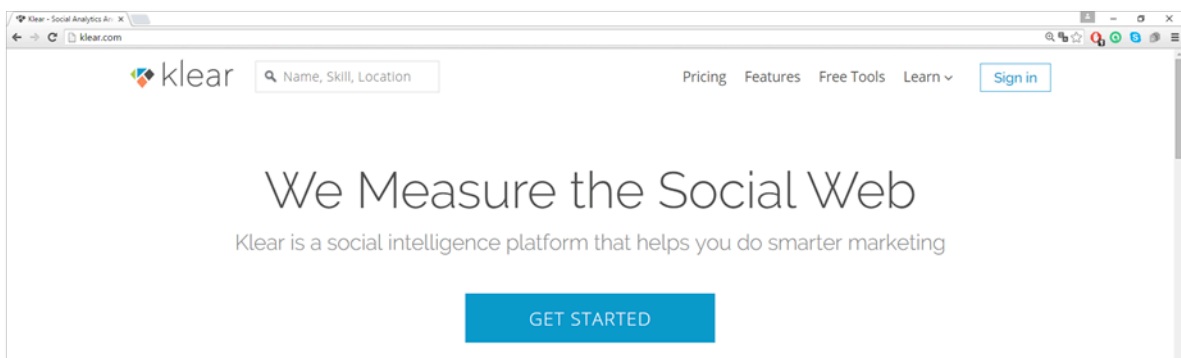 Klear - Social Analytics An
klear.com
klear
Name, Skill, Location
Pricing Features Free Tools Learn
Sign in
We Measure the Social Web
Klear is a social intelligence platform that helps you do smarter marketing
GET STARTED